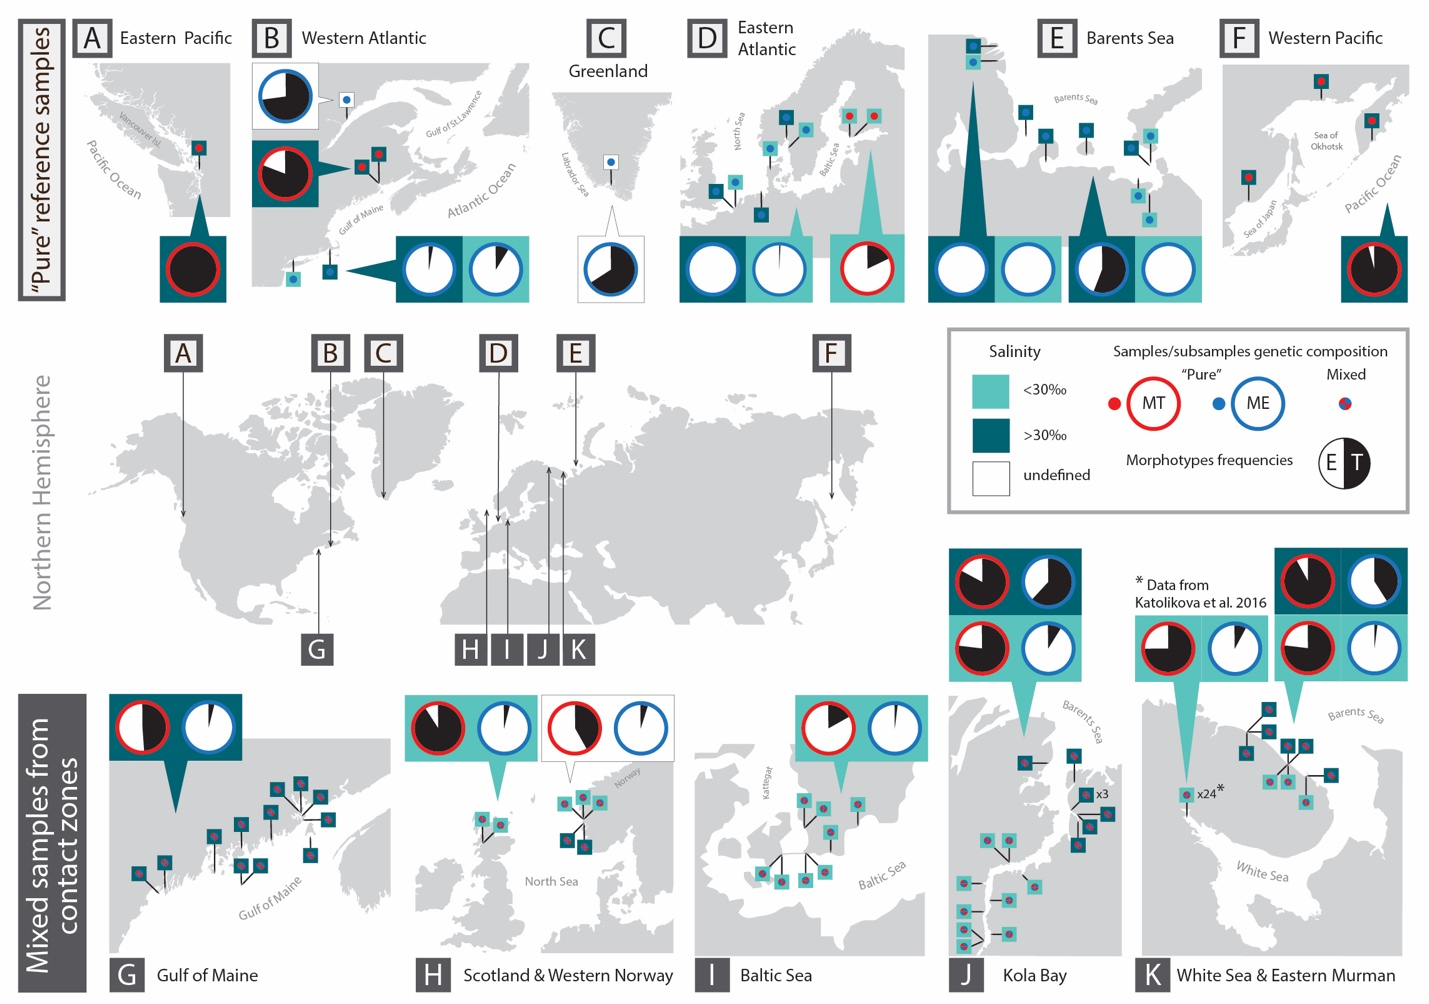 "Pure" reference samples
A Eastern Pacific
Vancouver Isl.
Pacific Ocean
B Western Atlantic
Gulf of St.Lawrence
Gulf of Maine
Atlantic Ocean
C
Greenland
Labrador Sea
D Eastern
Atlantic
North Sea
Baltic Sea
E Barents Sea
Barents Sea
F Western Pacific
Sea of
Okhotsk
Sea of Japan
Pacific Ocean
Northern Hemisphere
A B C D E F
G H I J K
Salinity
<30‰
>30‰
undefined
Samples/subsamples genetic composition
"Pure" Mixed
MT ME
Morphotypes frequencies
E T
* Data from
Katolikova et al. 2016
Mixed samples from
contact zones
Gulf of Maine
G Gulf of Maine
Norway
North Sea
H Scotland & Western Norway
Kattegat
Baltic Sea
I Baltic Sea
Barents Sea
x3
J Kola Bay
Barents Sea
x24*
White Sea
K White Sea & Eastern Murman